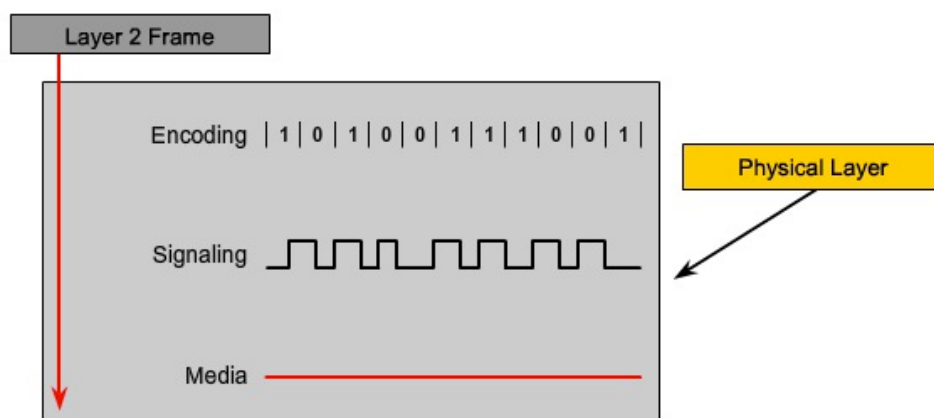 Layer 2 Frame
Encoding | 1 | 0 | 1 | 0 | 0 | 1 | 1 | 1 | 0 | 0 | 1 |
Physical Layer
Signaling
Media